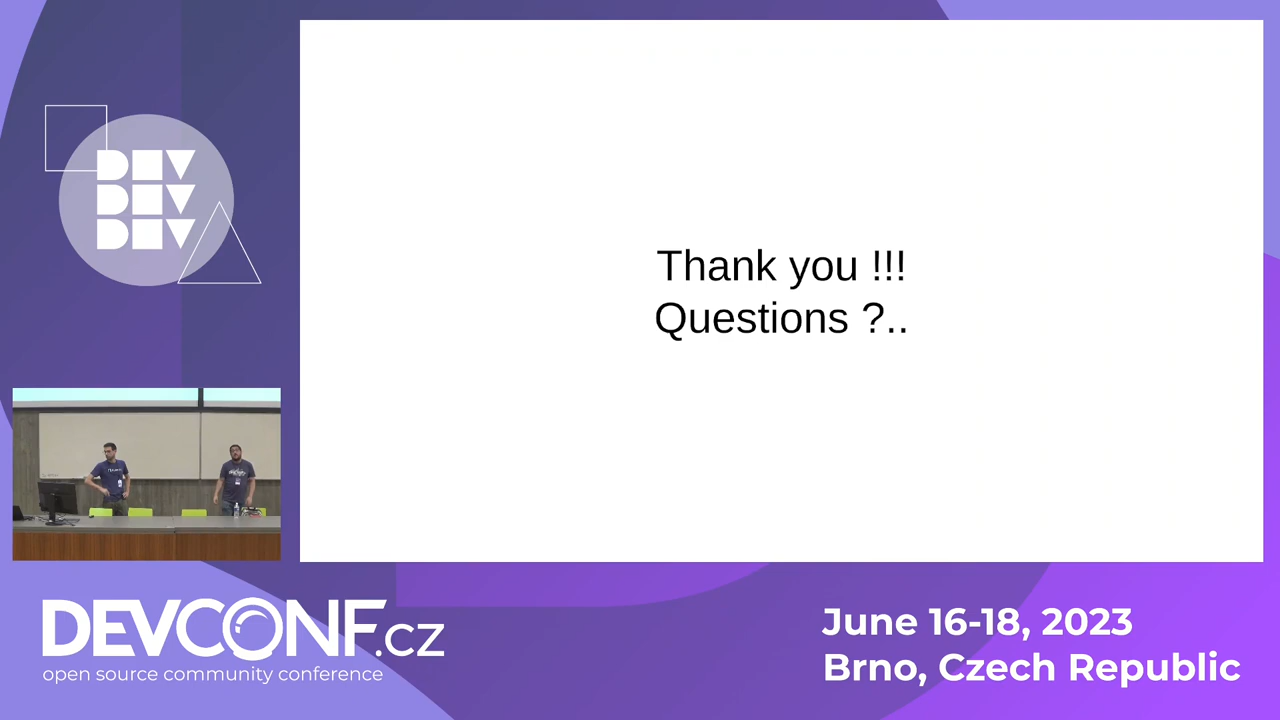 DEV
DEV
DEV
Thank you !!!
Questions ?..
DEVCONF.cz
open source community conference
June 16-18, 2023
Brno, Czech Republic